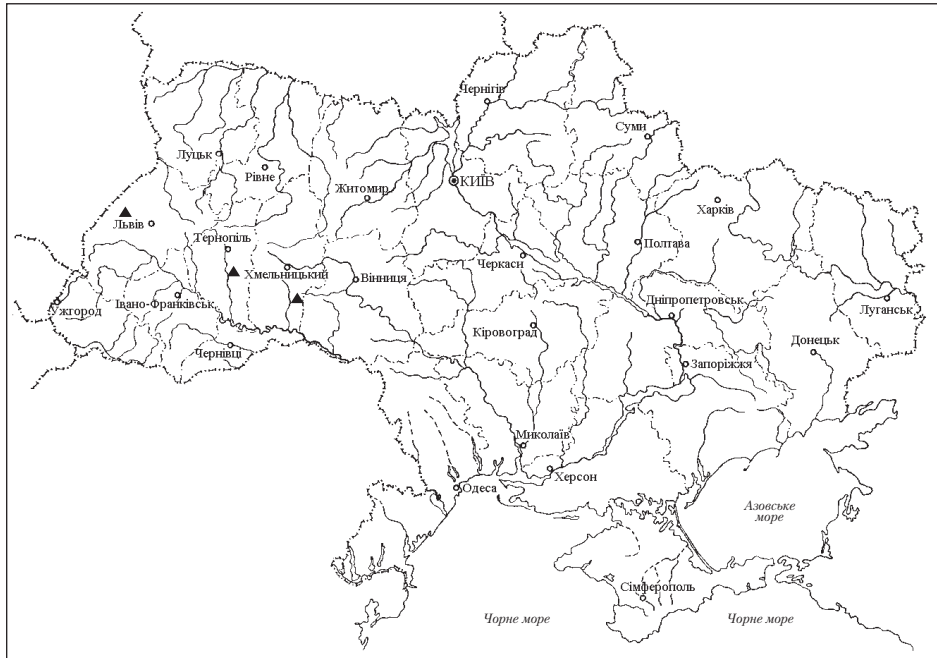 Чернігів
Суми
Луцьк
Рівне
КИЇВ
Житомир
Харків
Львів
Тернопіль
Полтава
Черкаси
Хмельницький
Вінниця
Івано-Франківськ
Ужгород
Дніпропетровськ
Луганськ
Кіровоград
Донецьк
Чернівці
Запоріжжя
Миколаїв
Херсон
Одеса
Азовське
море
Сімферополь
Чорне море
Чорне море